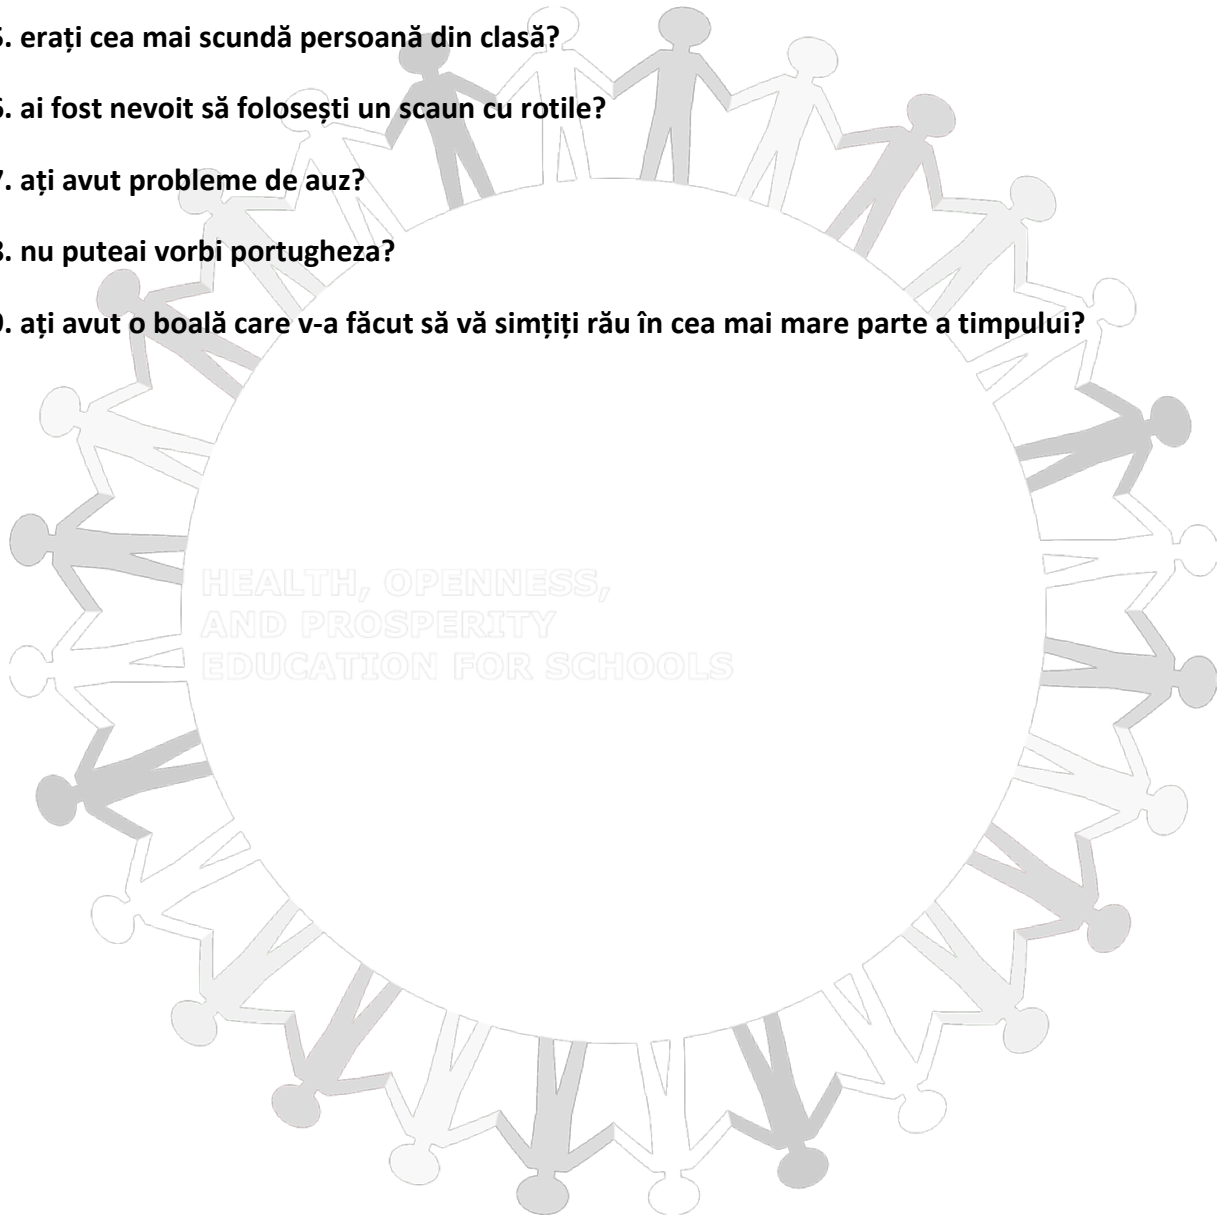 5. erați cea mai scundă persoană din clasă?
6. ai fost nevoit să folosești un scaun cu rotile?
7. ați avut probleme de auz?
8. nu puteai vorbi portugheza?
9. ați avut o boală care v-a făcut să vă simțiți rău în cea mai mare parte a timpului?
HEALTH, OPENNESS,
AND PROSPERITY
EDUCATION FOR SCHOOLS